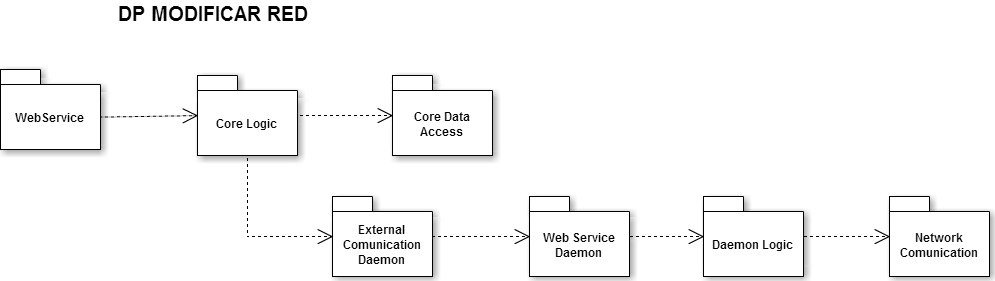 DP MODIFICAR RED
WebService
Core Logic
Core Data
Access
External
Comunication
Daemon
Web Service
Daemon
Daemon Logic
Network
Comunication